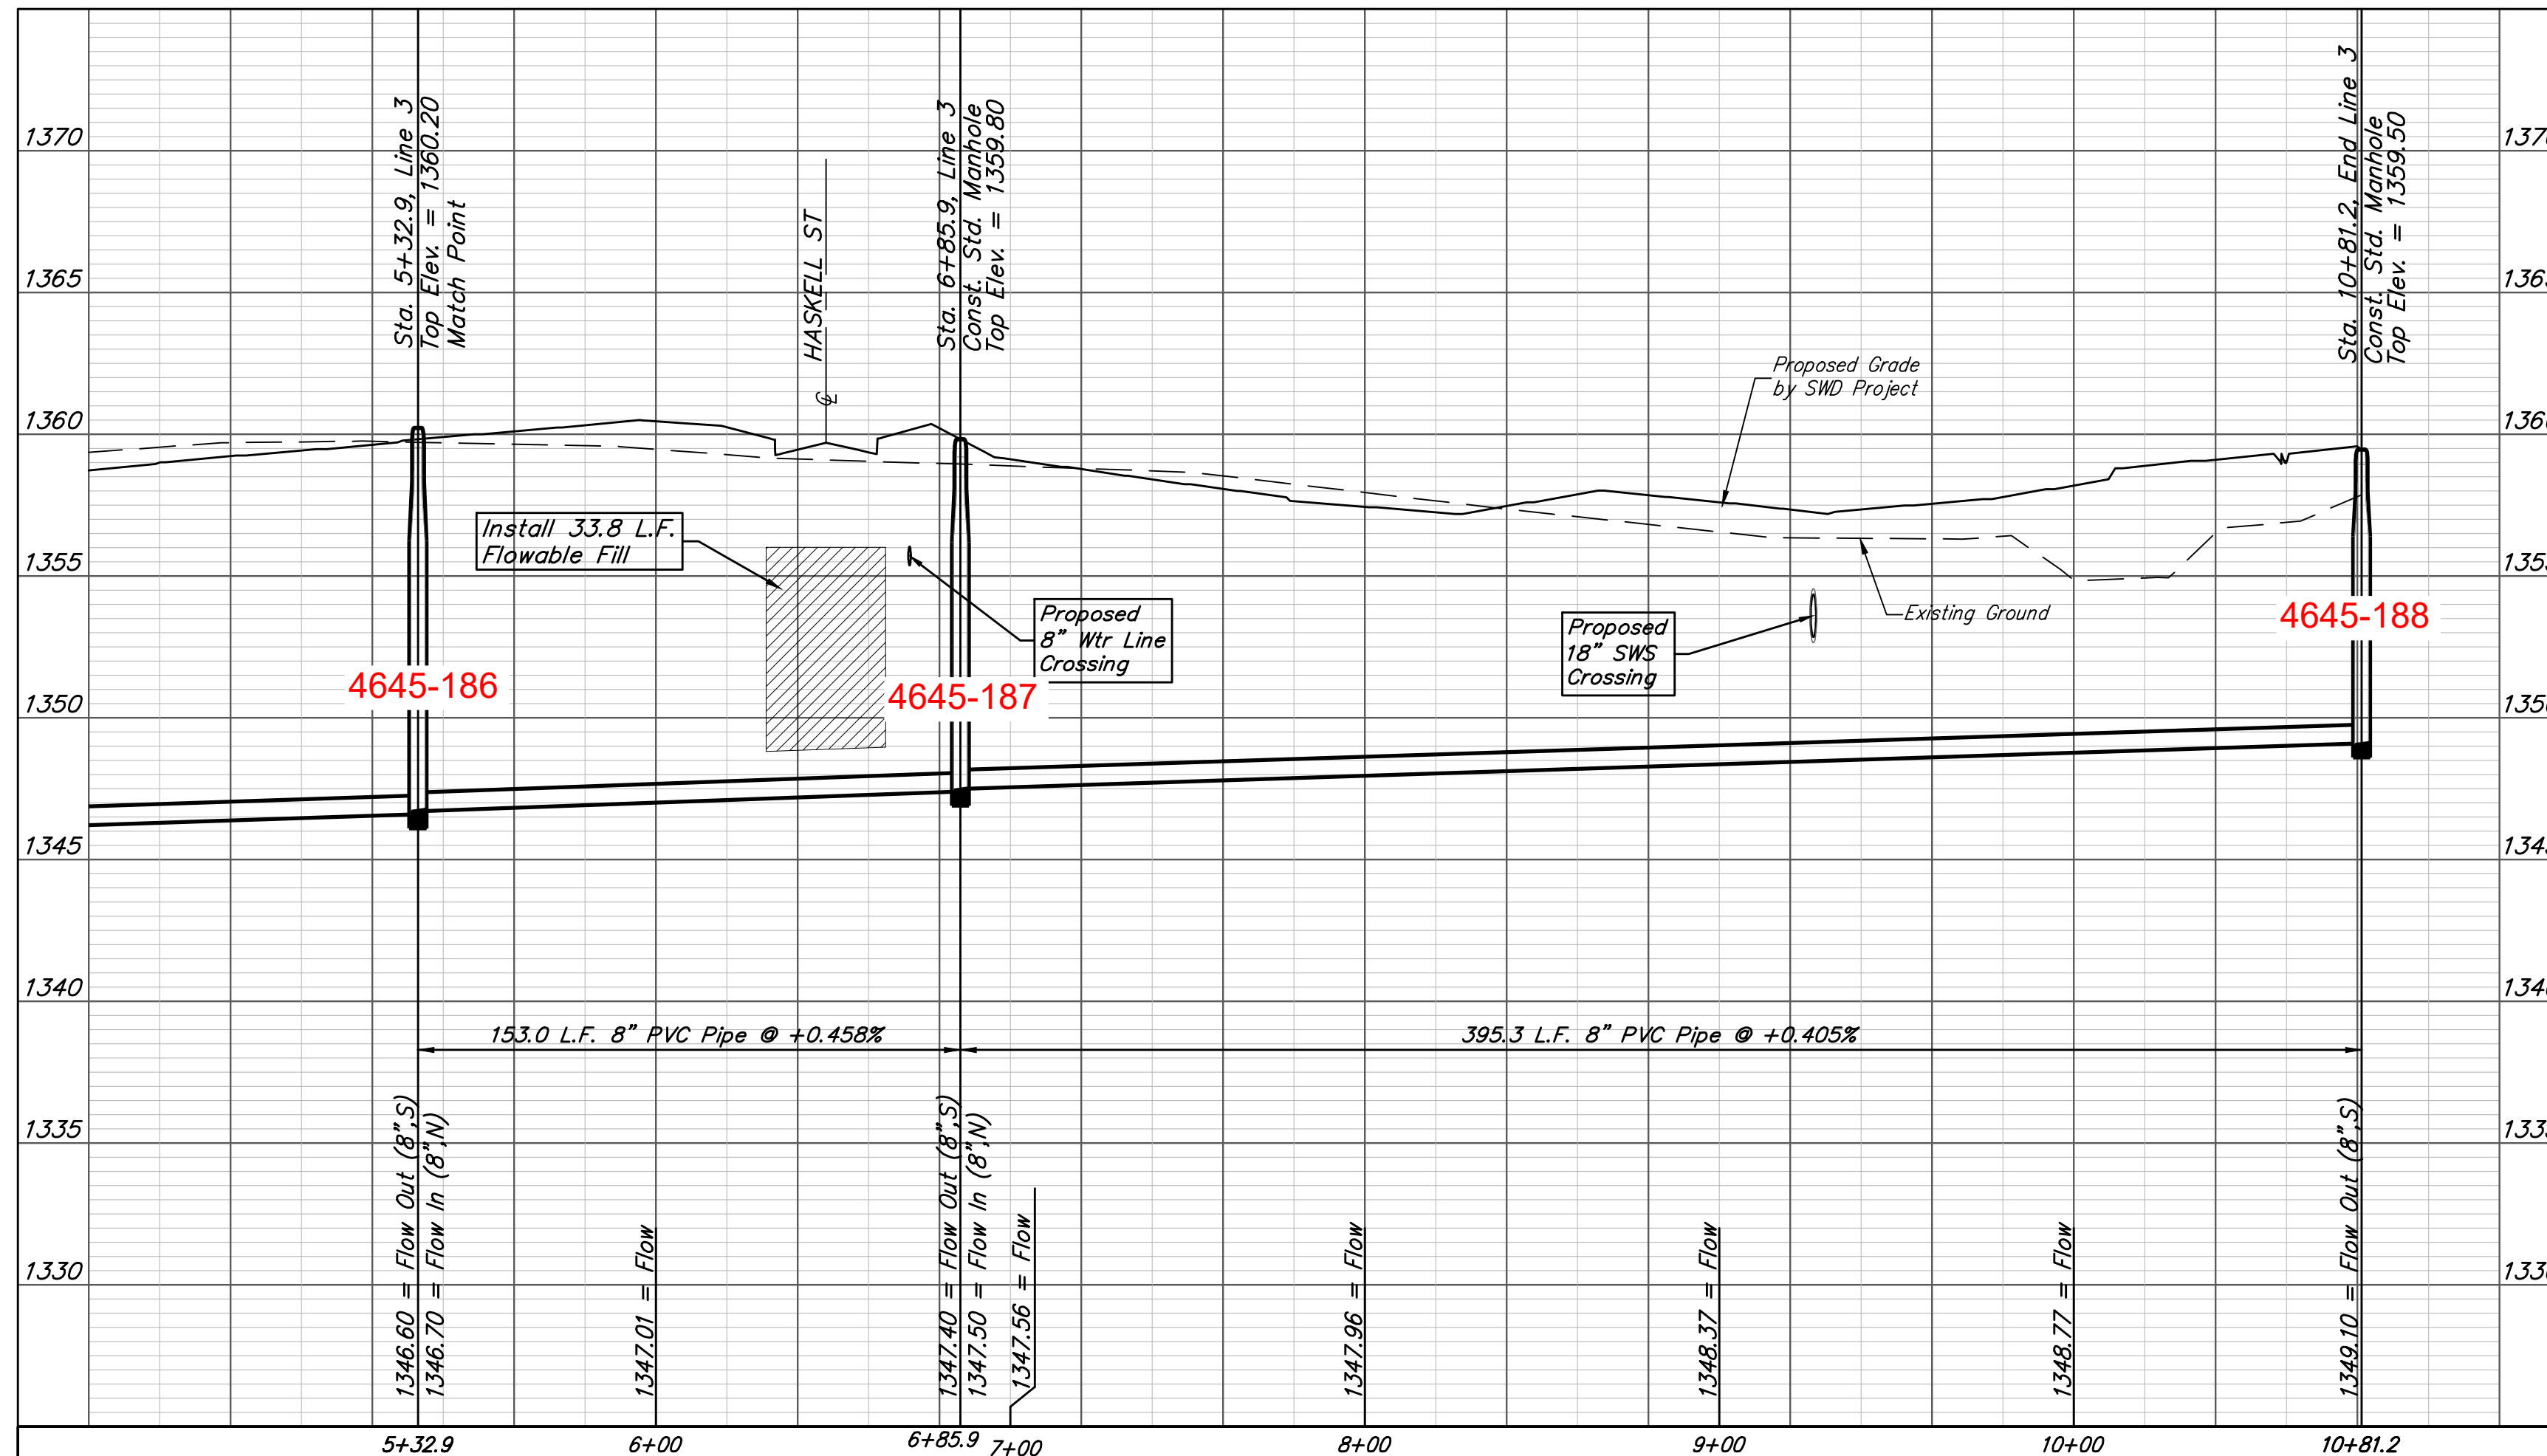 Sta. 5+32.9, Line 3
Top Elev. = 1360.20
Match Point
HASKELL ST
℄
Sta. 6+85.9, Line 3
Const. Std. Manhole
Top Elev. = 1359.80
Sta. 10+81.2, End Line 3
Const. Std. Manhole
Top Elev. = 1359.50
1370
1365
1360
1355
1350
1345
1340
1335
1330
Proposed Grade
by SWD Project
Install 33.8 L.F.
Flowable Fill
Proposed
8" Wtr Line
Crossing
Proposed
18" SWS
Crossing
Existing Ground
4645-186
4645-187
4645-188
153.0 L.F. 8" PVC Pipe @ +0.458%
395.3 L.F. 8" PVC Pipe @ +0.405%
1346.60 = Flow Out (8",S)
1346.70 = Flow In (8",N)
1347.01 = Flow
1347.40 = Flow Out (8",S)
1347.50 = Flow In (8",N)
1347.56 = Flow
1347.96 = Flow
1348.37 = Flow
1348.77 = Flow
1349.10 = Flow Out (8",S)
5+32.9
6+00
6+85.9
7+00
8+00
9+00
10+00
10+81.2